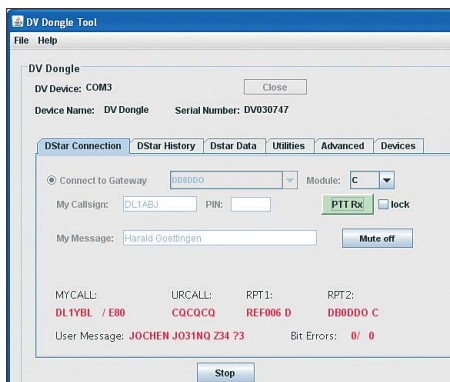 DV Dongle Tool
File Help
DV Dongle
DV Device: COM3 Close
Device Name: DV Dongle Serial Number: DV030747
DStar Connection DStar History Dstar Data Utilities Advanced Devices
Connect to Gateway DB0DDO Module: C
My Callsign: DL1ABJ PIN: PTT Rx lock
My Message: Harald Goettingen Mute off
MYCALL: URCALL: RPT1: RPT2:
DL1YBL / E80 CQCQCQ REF006 D DB0DDO C
User Message: JOCHEN JO31NQ Z34 ?3 Bit Errors: 0/ 0
Stop